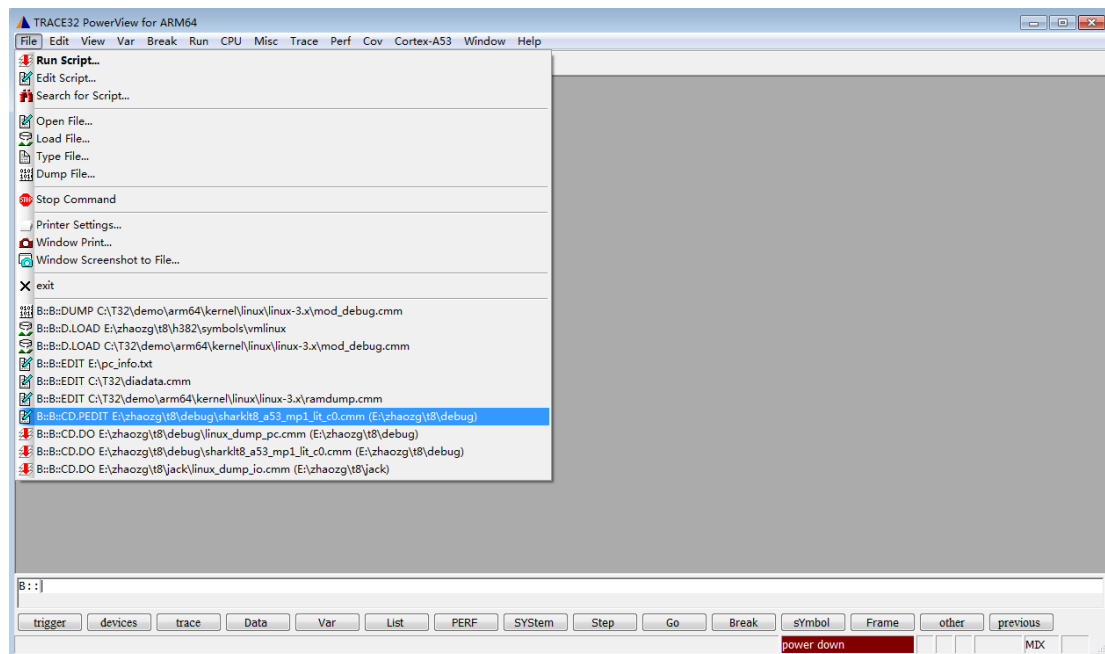 TRACE32 PowerView for ARM64
File Edit View Var Break Run CPU Misc Trace Perf Cov Cortex-A53 Window Help
Run Script...
Edit Script...
Search for Script...
Open File...
Load File...
Type File...
Dump File...
Stop Command
Printer Settings...
Window Print...
Window Screenshot to File...
exit
B::B::DUMP C:\T32\demo\arm64\kernel\linux\linux-3.x\mod_debug.cmm
B::B::D.LOAD E:\zhaozg\t8\h382\symbols\vmlinux
B::B::D.LOAD C:\T32\demo\arm64\kernel\linux\linux-3.x\mod_debug.cmm
B::B::EDIT E:\pc_info.txt
B::B::EDIT C:\T32\diadata.cmm
B::B::EDIT C:\T32\demo\arm64\kernel\linux\linux-3.x\ramdump.cmm
B::B::CD.PEDIT E:\zhaozg\t8\debug\sharklt8_a53_mp1_lit_c0.cmm (E:\zhaozg\t8\debug)
B::B::CD.DO E:\zhaozg\t8\debug\linux_dump_pc.cmm (E:\zhaozg\t8\debug)
B::B::CD.DO E:\zhaozg\t8\debug\sharklt8_a53_mp1_lit_c0.cmm (E:\zhaozg\t8\debug)
B::B::CD.DO E:\zhaozg\t8\jack\linux_dump_io.cmm (E:\zhaozg\t8\jack)
B::
trigger devices trace Data Var List PERF SYStem Step Go Break sYmbol Frame other previous
power down MIX